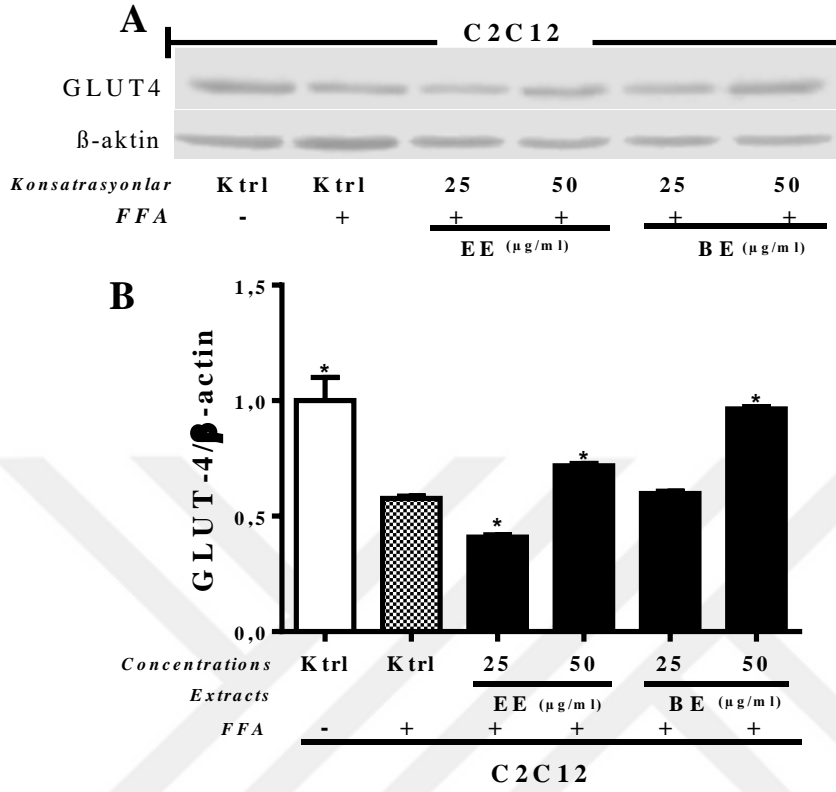 A
C2C12
GLUT4
ß-aktin
Konsatrasyonlar Ktrl Ktrl 25 50 25 50
FFA - + + + + +
EE (µg/ml) BE (µg/ml)
B
GLUT-4/β-actin
1,5
1,0
0,5
0,0
* * * *
Concentrations Ktrl Ktrl 25 50 25 50
Extracts EE (µg/ml) BE (µg/ml)
FFA - + + + + +
C2C12